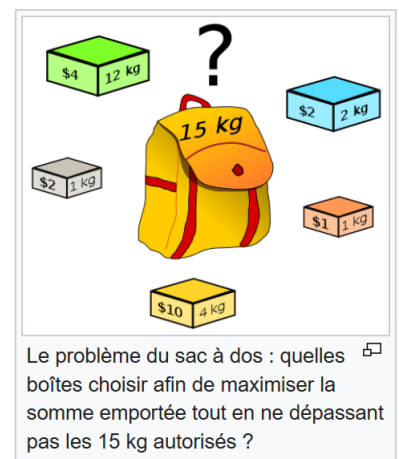 ?
$4 12 kg
15 kg
$2 2 kg
$2 1 kg
$1 1 kg
$10 4 kg
Le problème du sac à dos : quelles
boîtes choisir afin de maximiser la
somme emportée tout en ne dépassant
pas les 15 kg autorisés ?